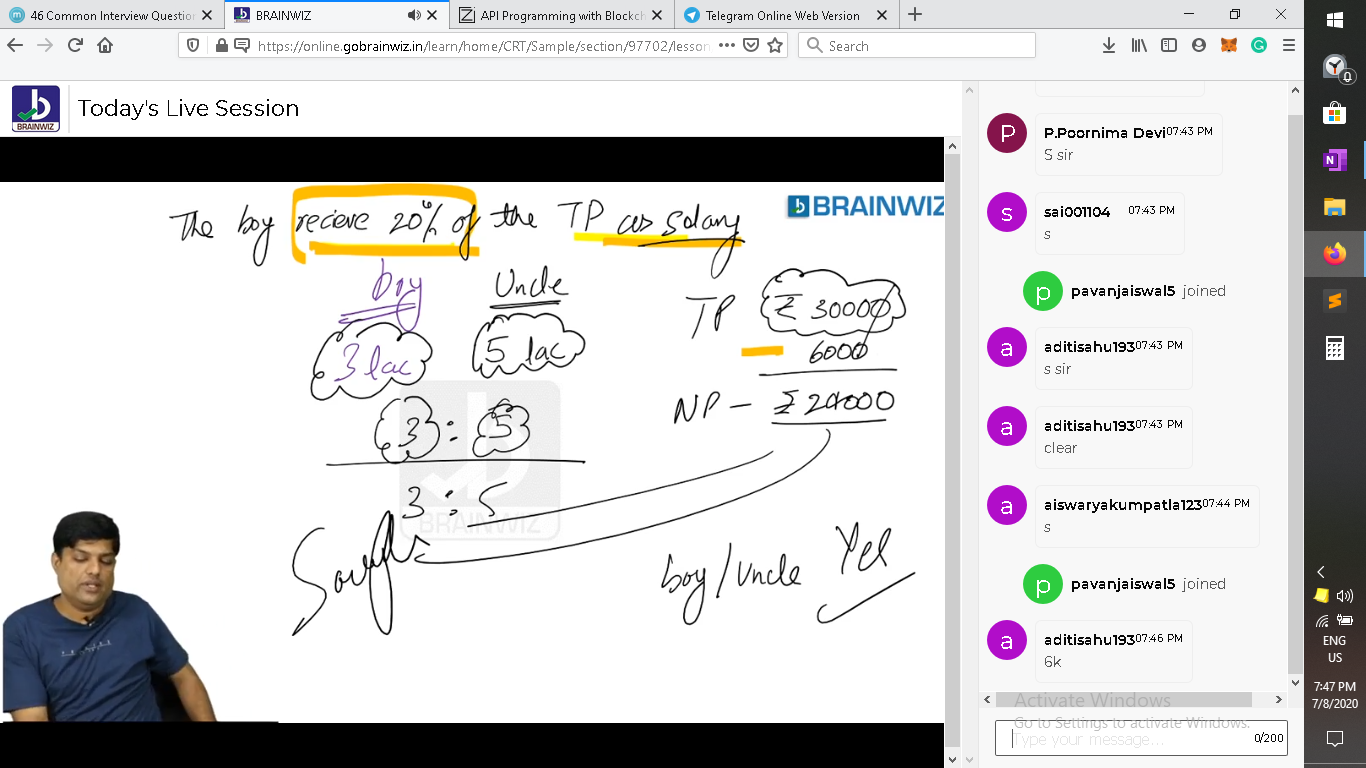 46 Common Interview Question
BRAINWIZ
API Programming with Blockch
Telegram Online Web Version
https://online.gobrainwiz.in/learn/home/CRT/Sample/section/97702/lesson
Search
BRAINWIZ
Today's Live Session
The boy recieve 20% of the TP as salary
BRAINWIZ
boy Uncle
3 lac 5 lac
3 : 5
3 : 5
BRAINWIZ
TP ₹ 30000
6000
NP - ₹ 24000
boy/Uncle Yes
P
P.Poornima Devi 07:43 PM
S sir
s
sai001104 07:43 PM
s
p
pavanjaiswal5 joined
a
aditisahu193 07:43 PM
s sir
a
aditisahu193 07:43 PM
clear
a
aiswaryakumpatla123 07:44 PM
s
p
pavanjaiswal5 joined
a
aditisahu193 07:46 PM
6k
Activate Windows
Go to Settings to activate Windows.
Type your message...
0/200
ENG
US
7:47 PM
7/8/2020